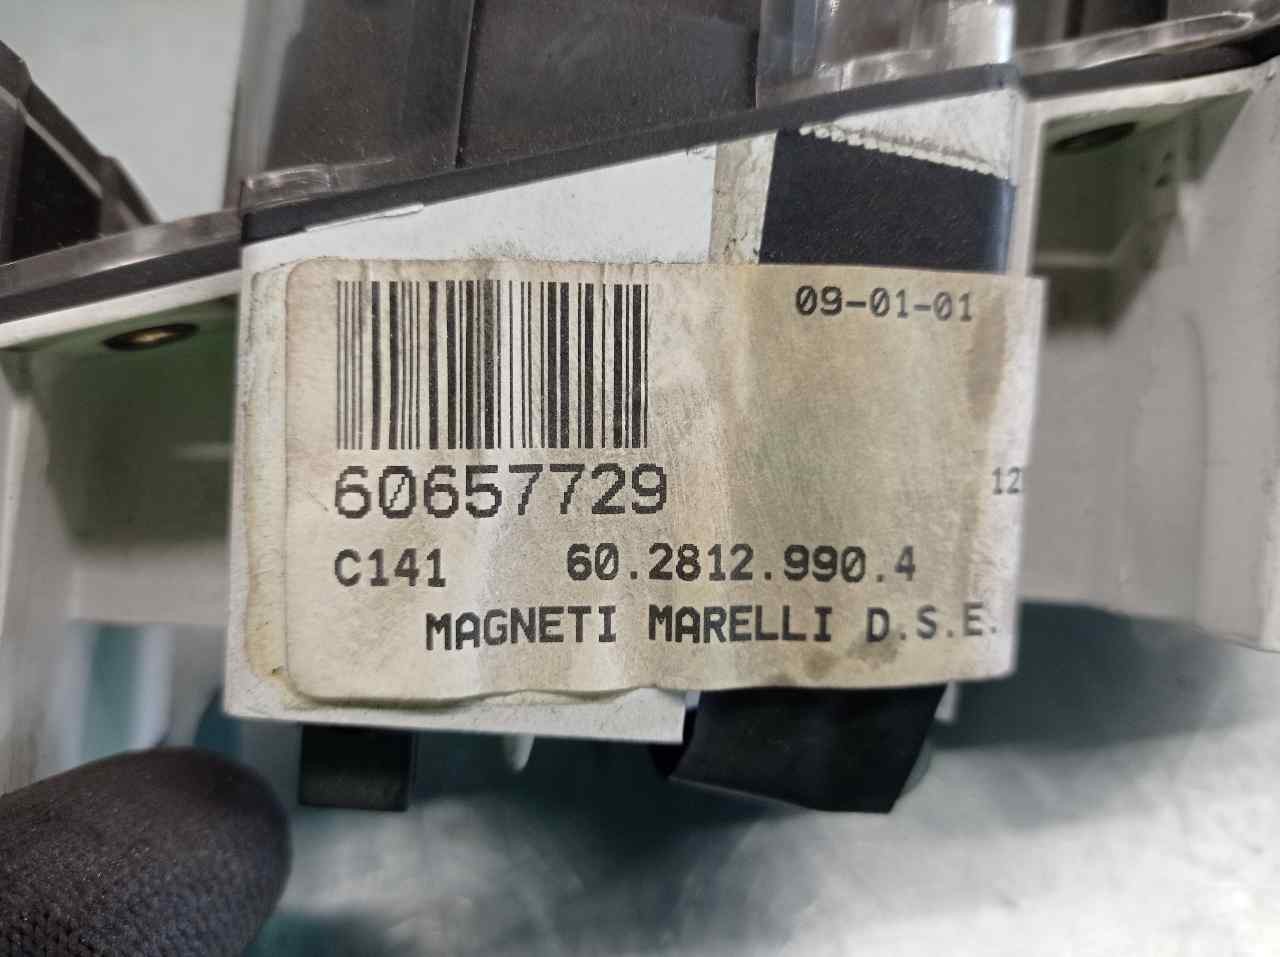 09-01-01
60657729
12
C141 60.2812.990.4
MAGNETI MARELLI D.S.E.